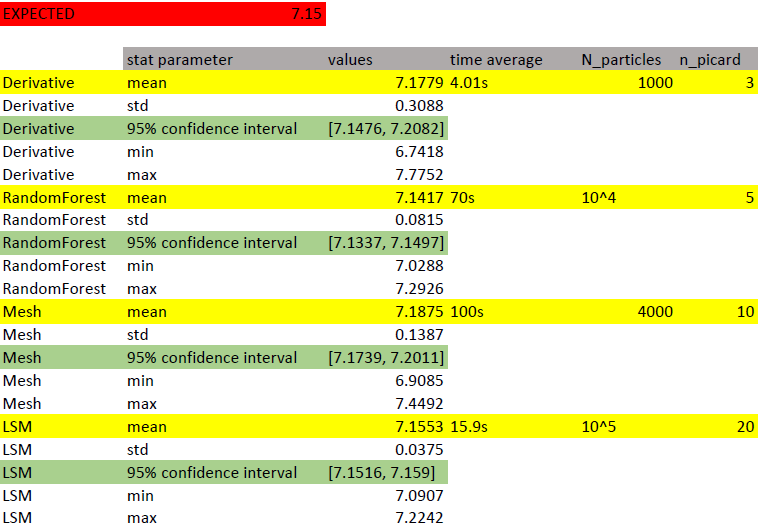 EXPECTED 7.15
stat parameter values time average N_particles n_picard
Derivative mean 7.1779 4.01s 1000 3
Derivative std 0.3088
Derivative 95% confidence interval [7.1476, 7.2082]
Derivative min 6.7418
Derivative max 7.7752
RandomForest mean 7.1417 70s 10^4 5
RandomForest std 0.0815
RandomForest 95% confidence interval [7.1337, 7.1497]
RandomForest min 7.0288
RandomForest max 7.2926
Mesh mean 7.1875 100s 4000 10
Mesh std 0.1387
Mesh 95% confidence interval [7.1739, 7.2011]
Mesh min 6.9085
Mesh max 7.4492
LSM mean 7.1553 15.9s 10^5 20
LSM std 0.0375
LSM 95% confidence interval [7.1516, 7.159]
LSM min 7.0907
LSM max 7.2242